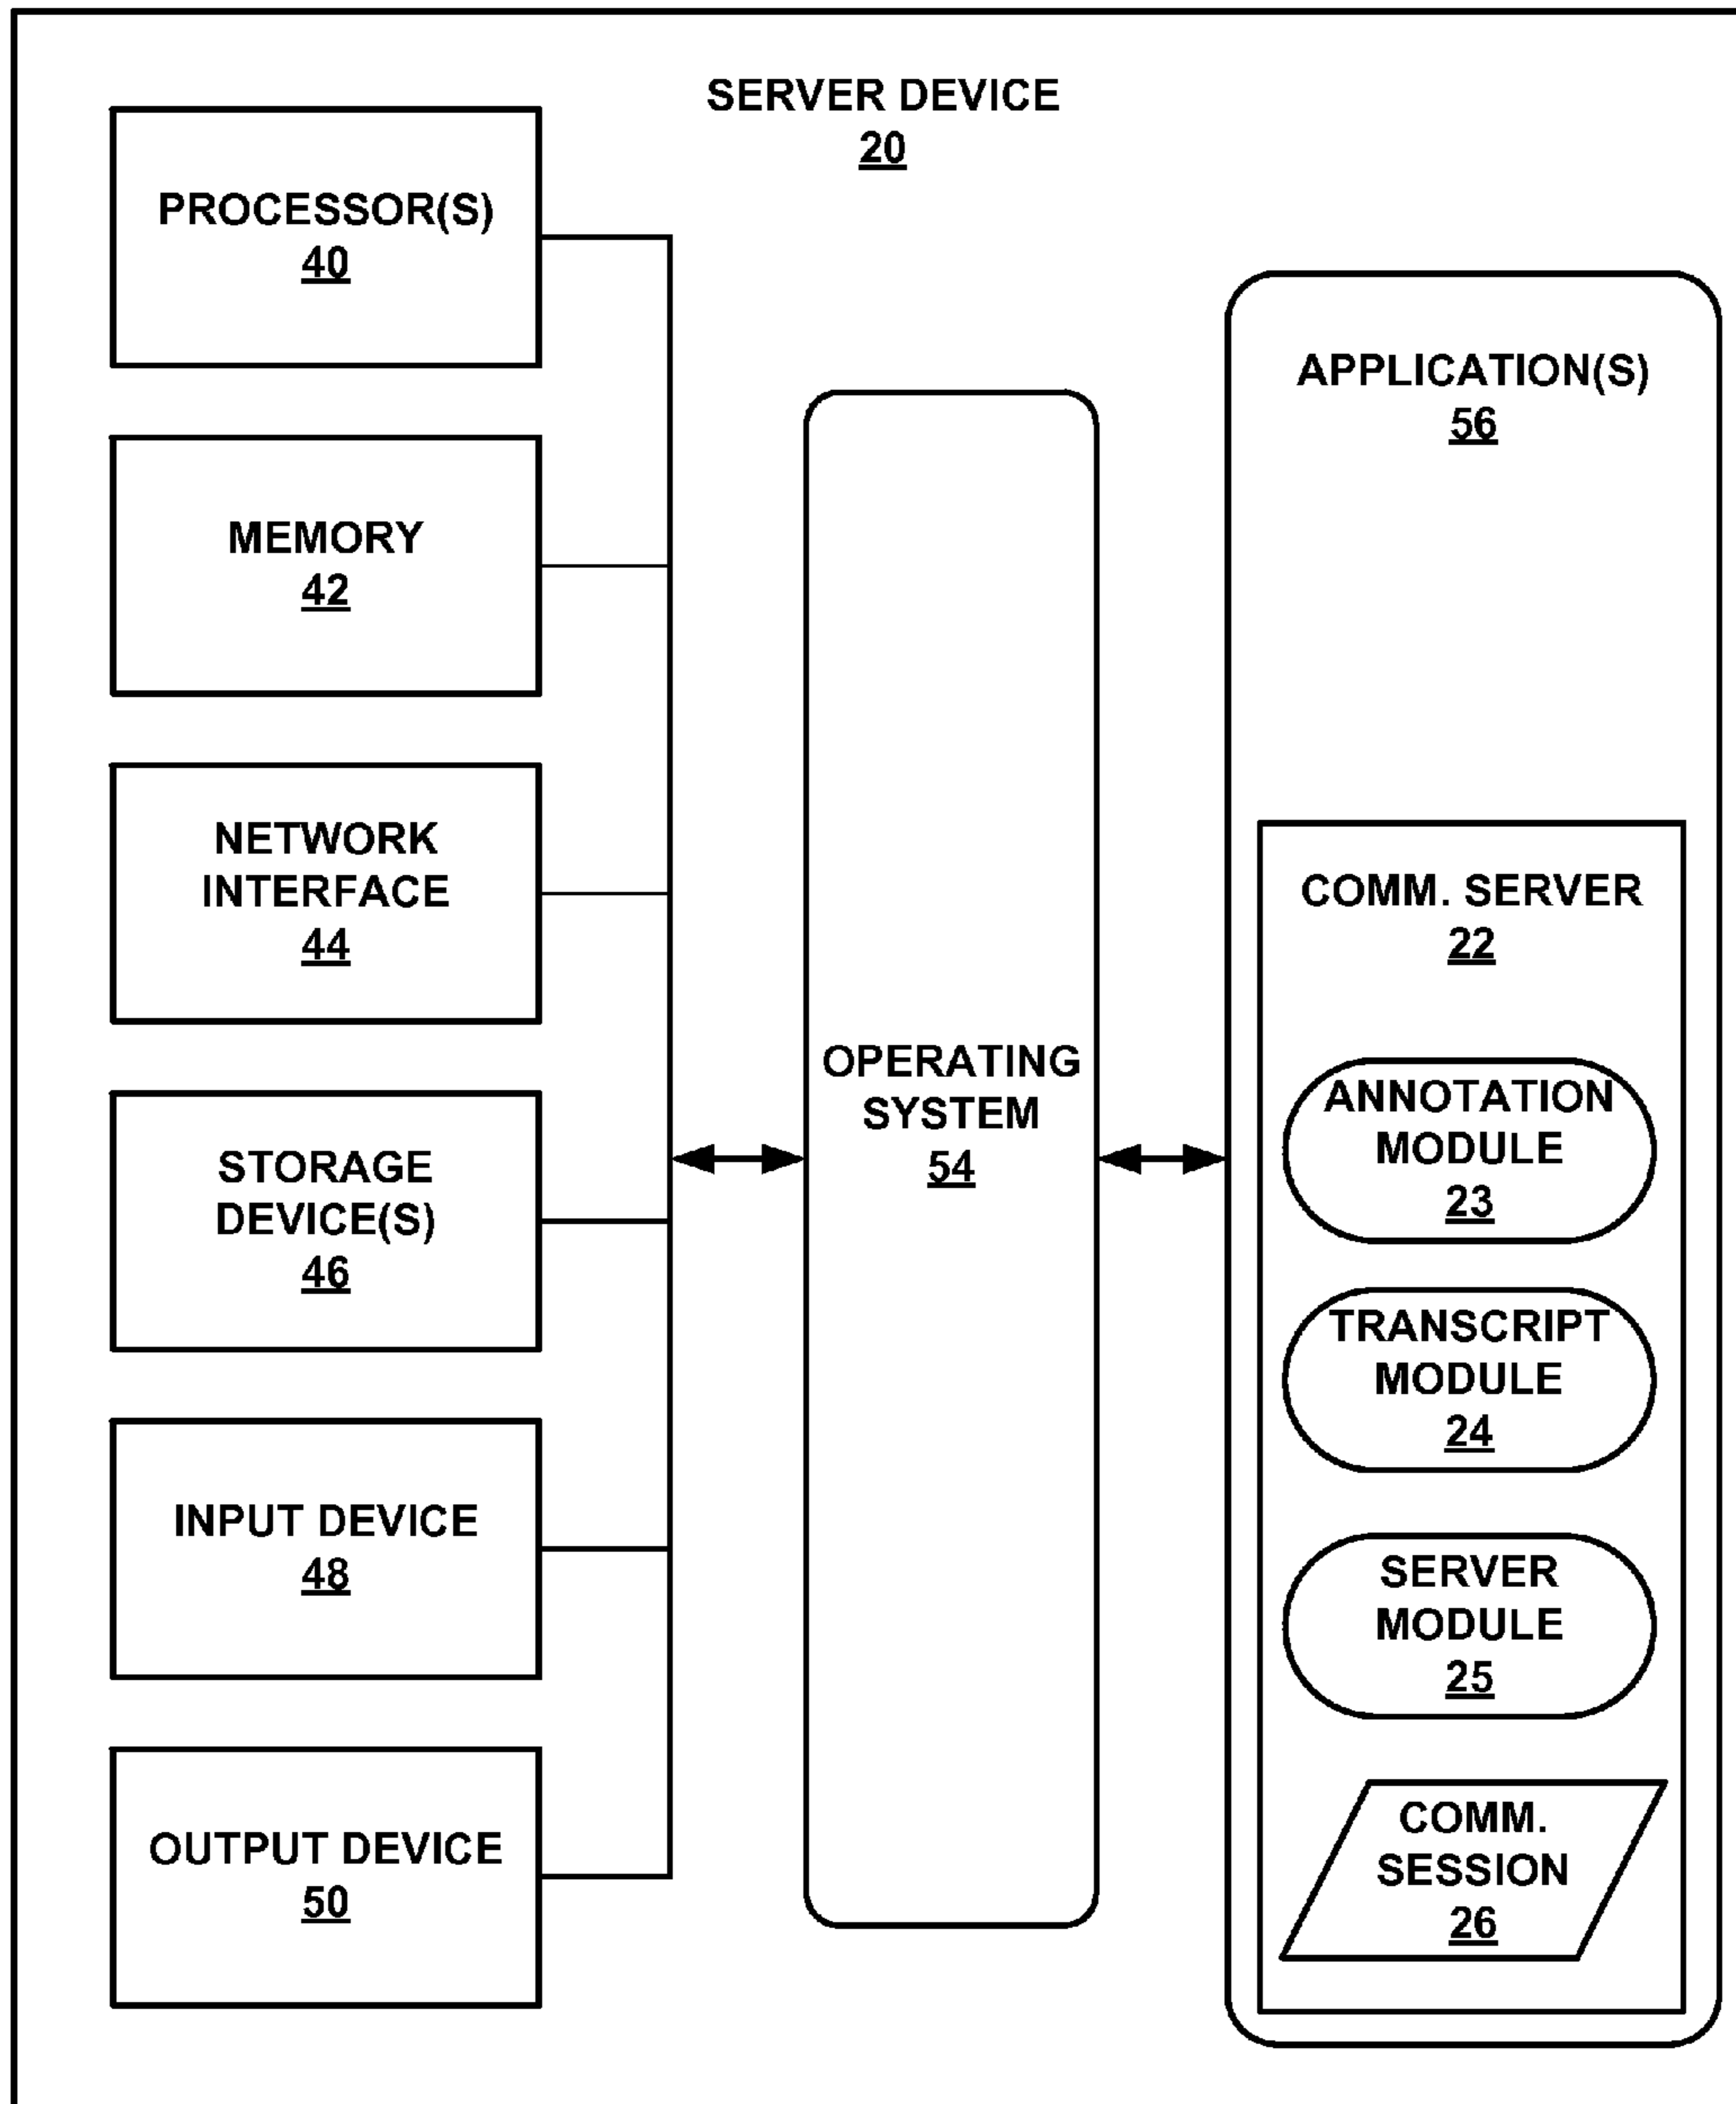 SERVER DEVICE
20
PROCESSOR(S)
40
MEMORY
42
NETWORK
INTERFACE
44
STORAGE
DEVICE(S)
46
INPUT DEVICE
48
OUTPUT DEVICE
50
OPERATING
SYSTEM
54
APPLICATION(S)
56
COMM. SERVER
22
ANNOTATION
MODULE
23
TRANSCRIPT
MODULE
24
SERVER
MODULE
25
COMM.
SESSION
26